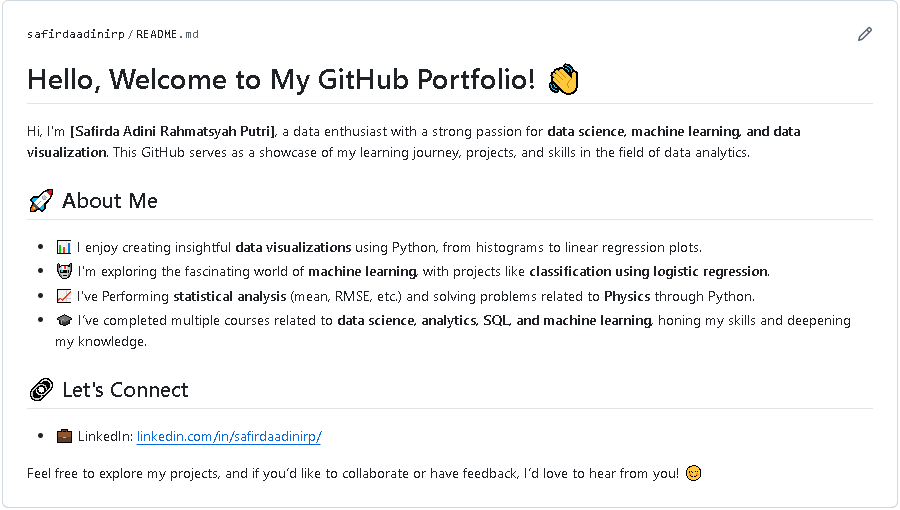 safirdaadinirp/README.md
Hello, Welcome to My GitHub Portfolio! 👋
Hi, I'm [Safirda Adini Rahmatsyah Putri], a data enthusiast with a strong passion for data science, machine learning, and data
visualization. This GitHub serves as a showcase of my learning journey, projects, and skills in the field of data analytics.
🚀 About Me
• 📊 I enjoy creating insightful data visualizations using Python, from histograms to linear regression plots.
• 🤖 I'm exploring the fascinating world of machine learning, with projects like classification using logistic regression.
• 📈 I've Performing statistical analysis (mean, RMSE, etc.) and solving problems related to Physics through Python.
• 🎓 I've completed multiple courses related to data science, analytics, SQL, and machine learning, honing my skills and deepening
my knowledge.
🔗 Let's Connect
• 💼 LinkedIn: linkedin.com/in/safirdaadinirp/
Feel free to explore my projects, and if you'd like to collaborate or have feedback, I'd love to hear from you! 😊